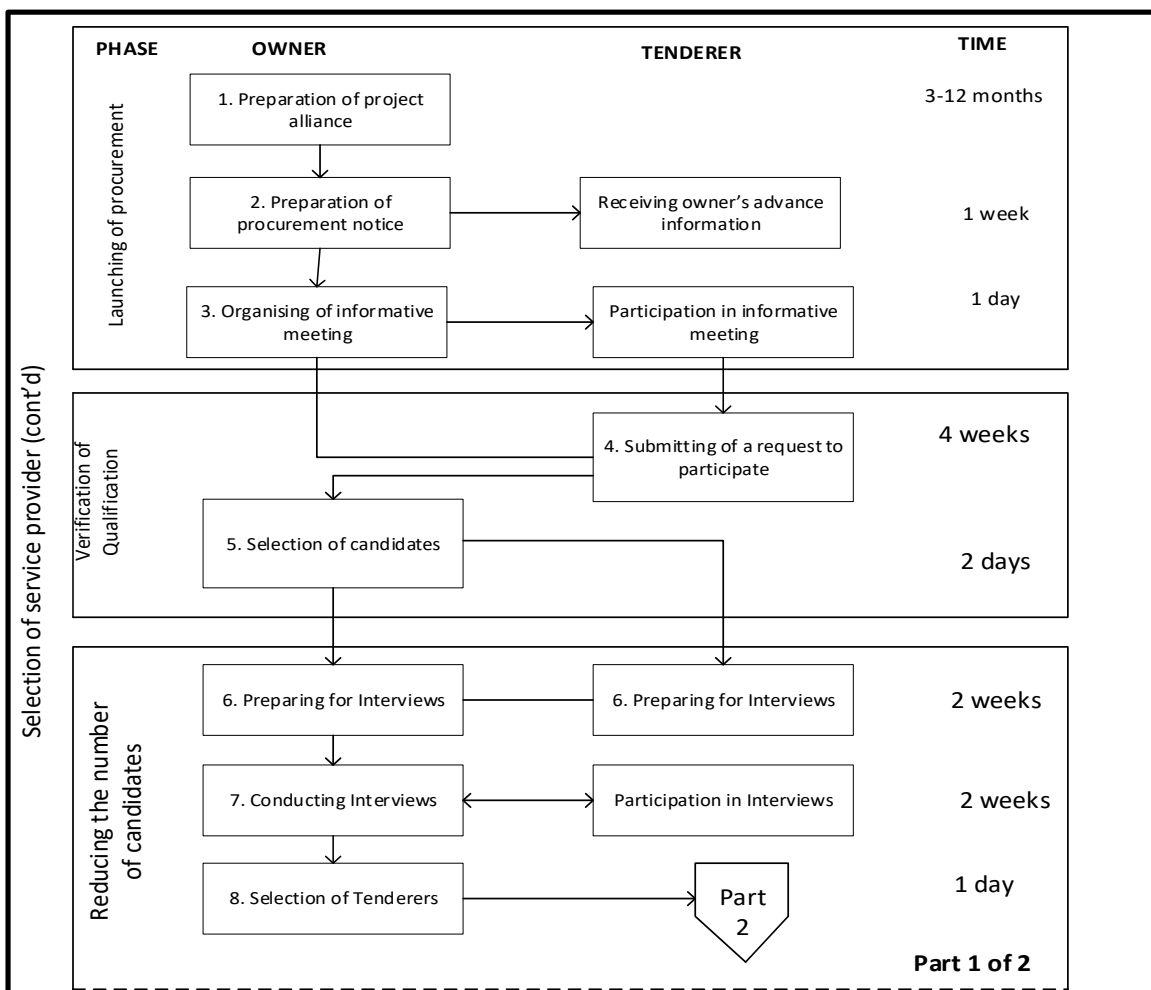 PHASE
OWNER
TENDERER
TIME
Selection of service provider (cont'd)
Launching of procurement
1. Preparation of project
alliance
3-12 months
2. Preparation of
procurement notice
Receiving owner's advance
information
1 week
3. Organising of informative
meeting
Participation in informative
meeting
1 day
Verification of
Qualification
4. Submitting of a request to
participate
4 weeks
5. Selection of candidates
2 days
Reducing the number
of candidates
6. Preparing for Interviews
6. Preparing for Interviews
2 weeks
7. Conducting Interviews
Participation in Interviews
2 weeks
8. Selection of Tenderers
Part
2
1 day
Part 1 of 2